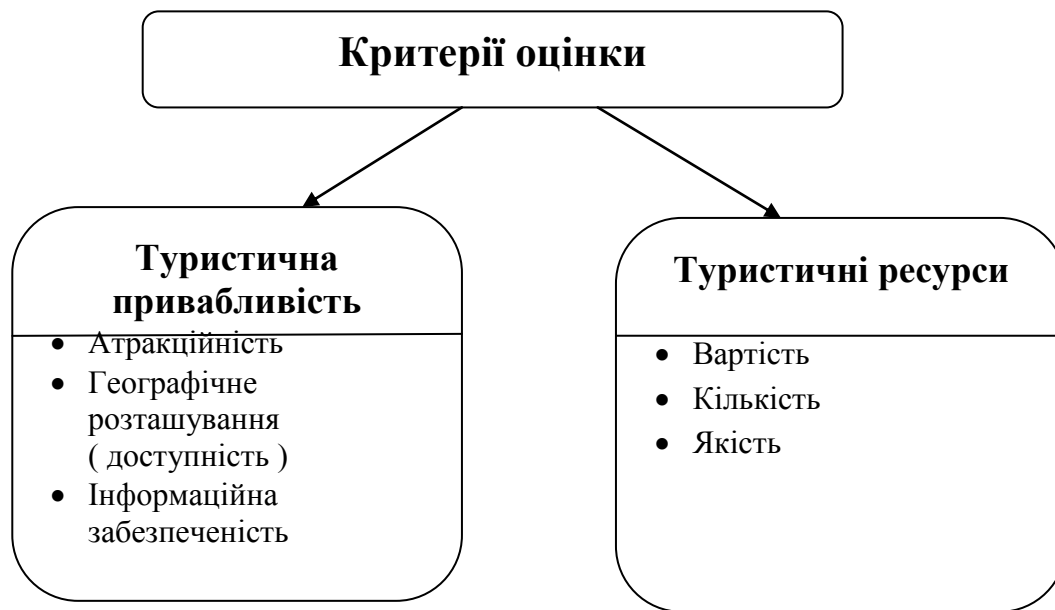 Критерії оцінки
Туристична
привабливість
• Атракційність
• Географічне
розташування
( доступність )
• Інформаційна
забезпеченість
Туристичні ресурси
• Вартість
• Кількість
• Якість